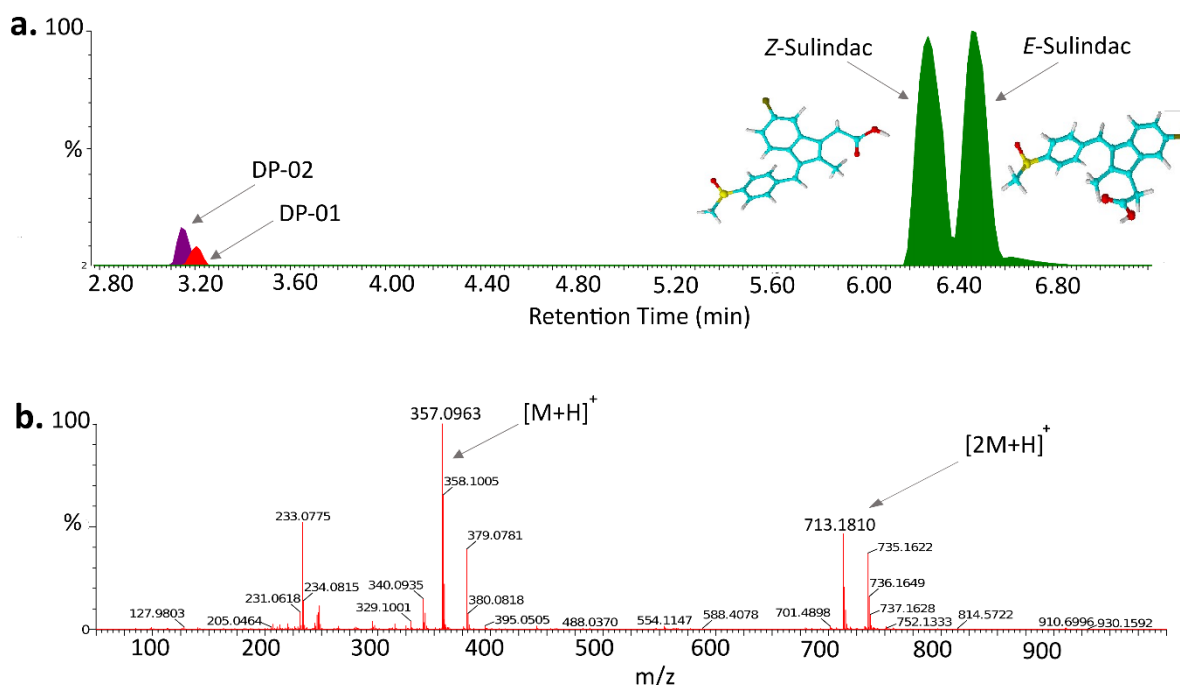 a.
100
%
2
DP-02
DP-01
Z-Sulindac
E-Sulindac
2.80 3.20 3.60 4.00 4.40 4.80 5.20 5.60 6.00 6.40 6.80
Retention Time (min)
b.
100
%
0
357.0963
[M+H]+
[2M+H]+
358.1005
233.0775
379.0781
713.1810
735.1622
340.0935
736.1649
231.0618
234.0815
329.1001
380.0818
737.1628
127.9803
205.0464
395.0505
488.0370
554.1147
588.4078
701.4898
752.1333
814.5722
910.6996
930.1592
100 200 300 400 500 600 700 800 900
m/z